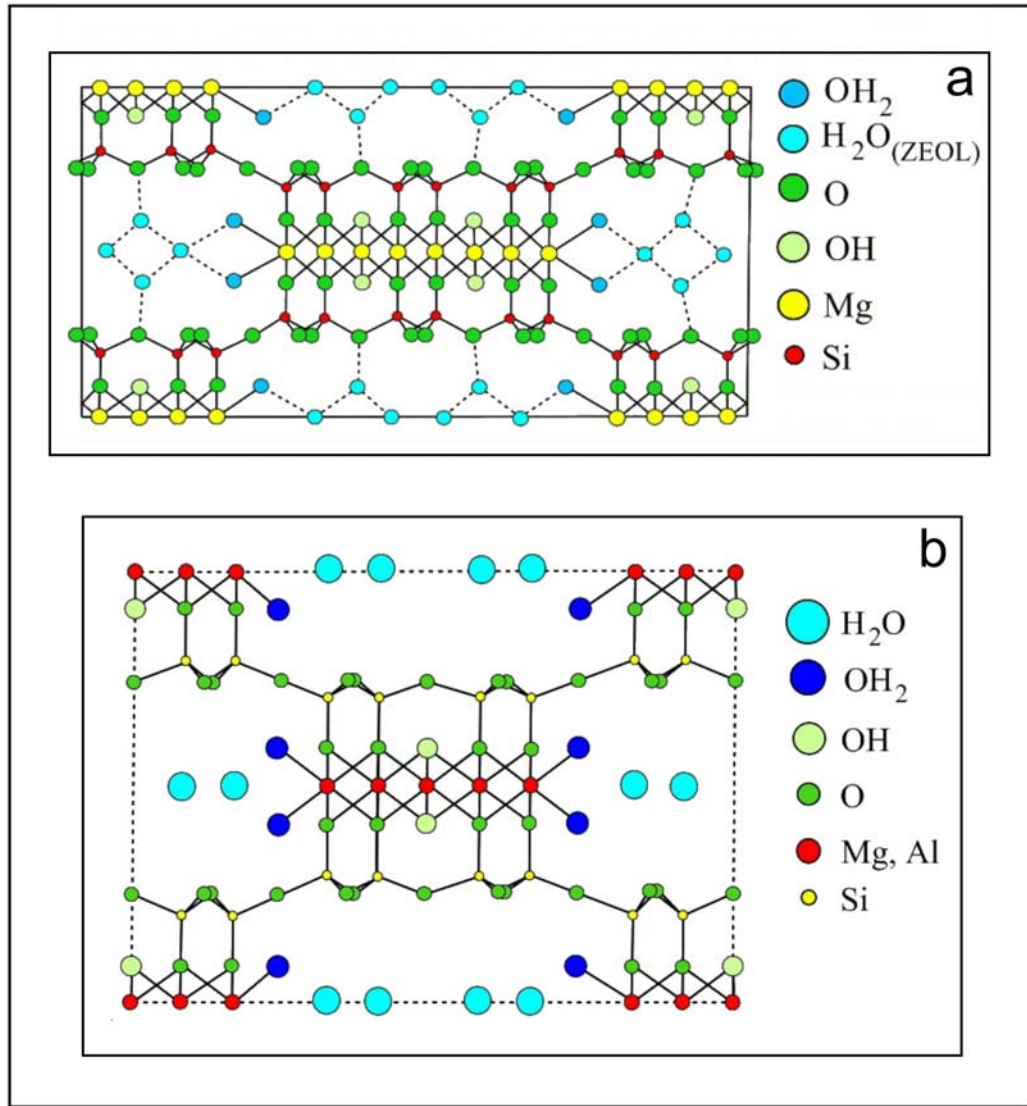 a
OH₂
H₂O(ZEOL)
O
OH
Mg
Si
b
H₂O
OH₂
OH
O
Mg, Al
Si